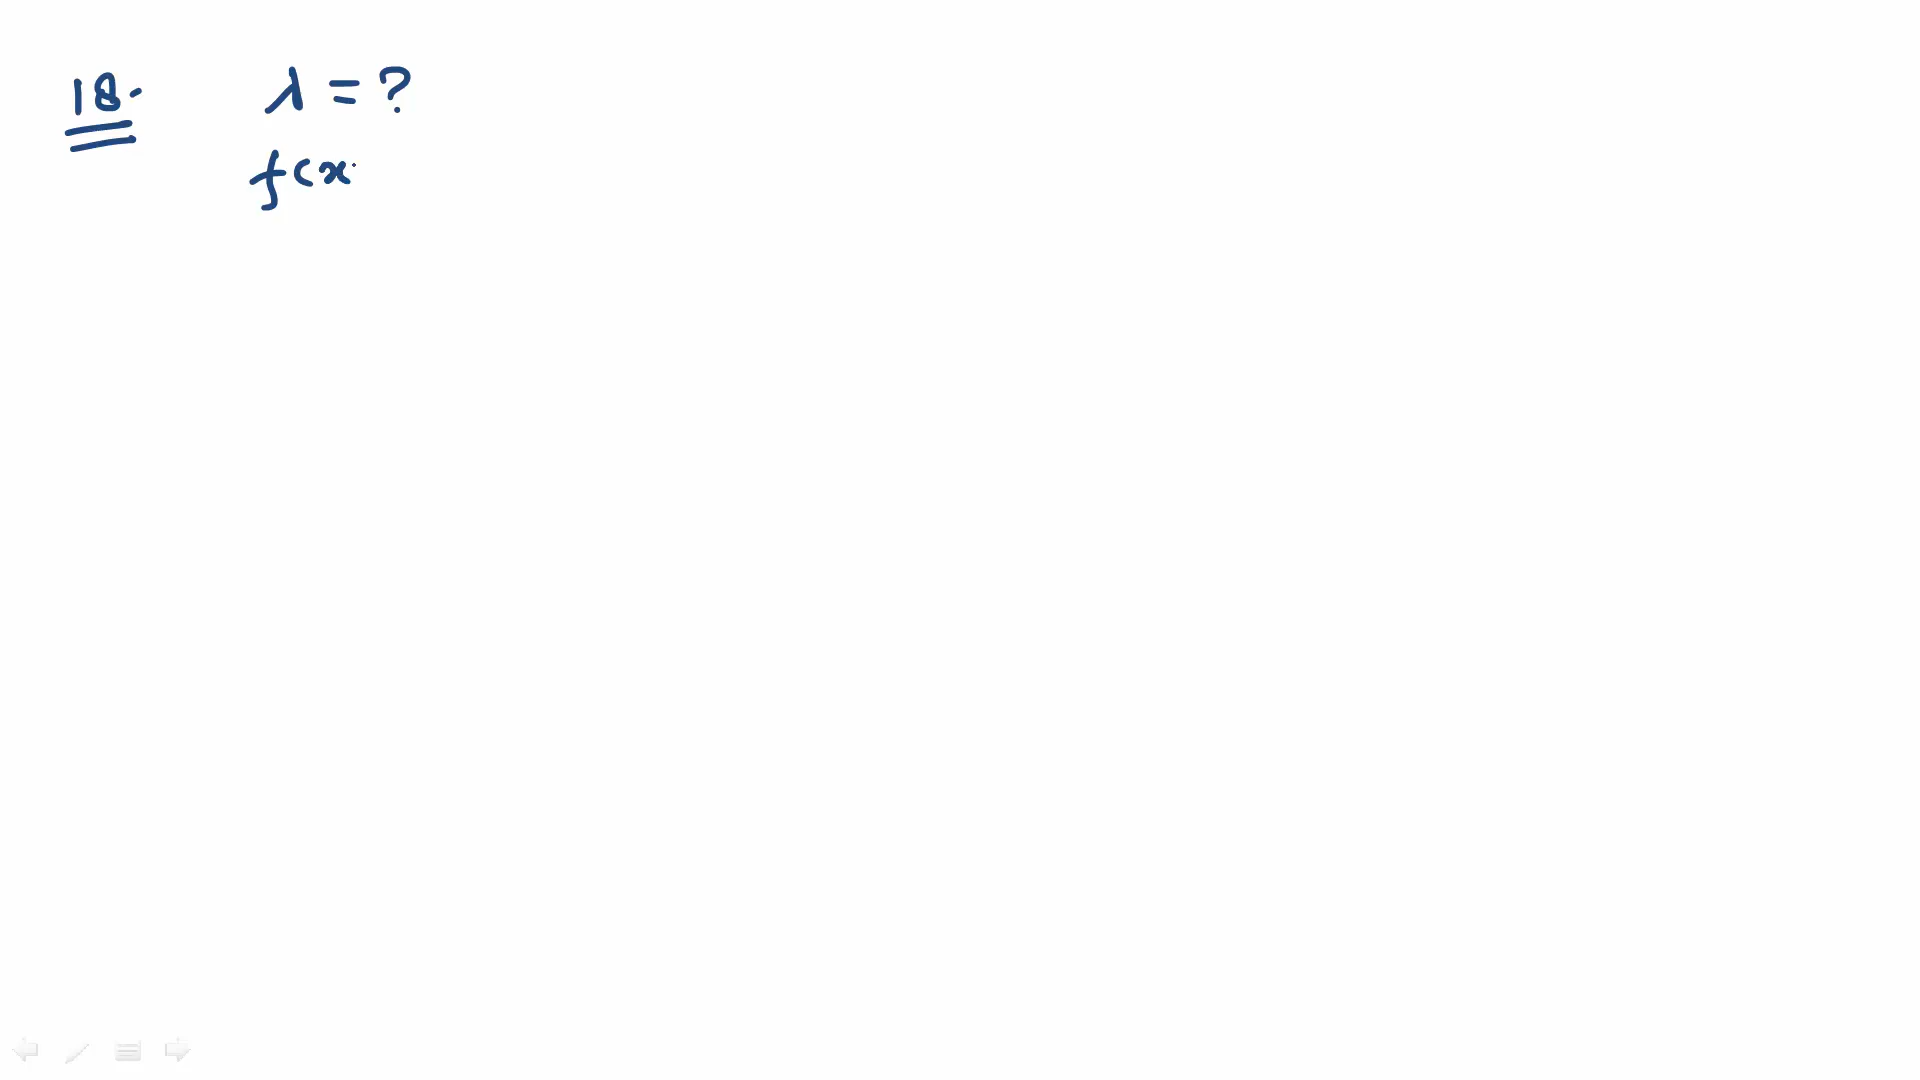 18. λ = ?
f(x